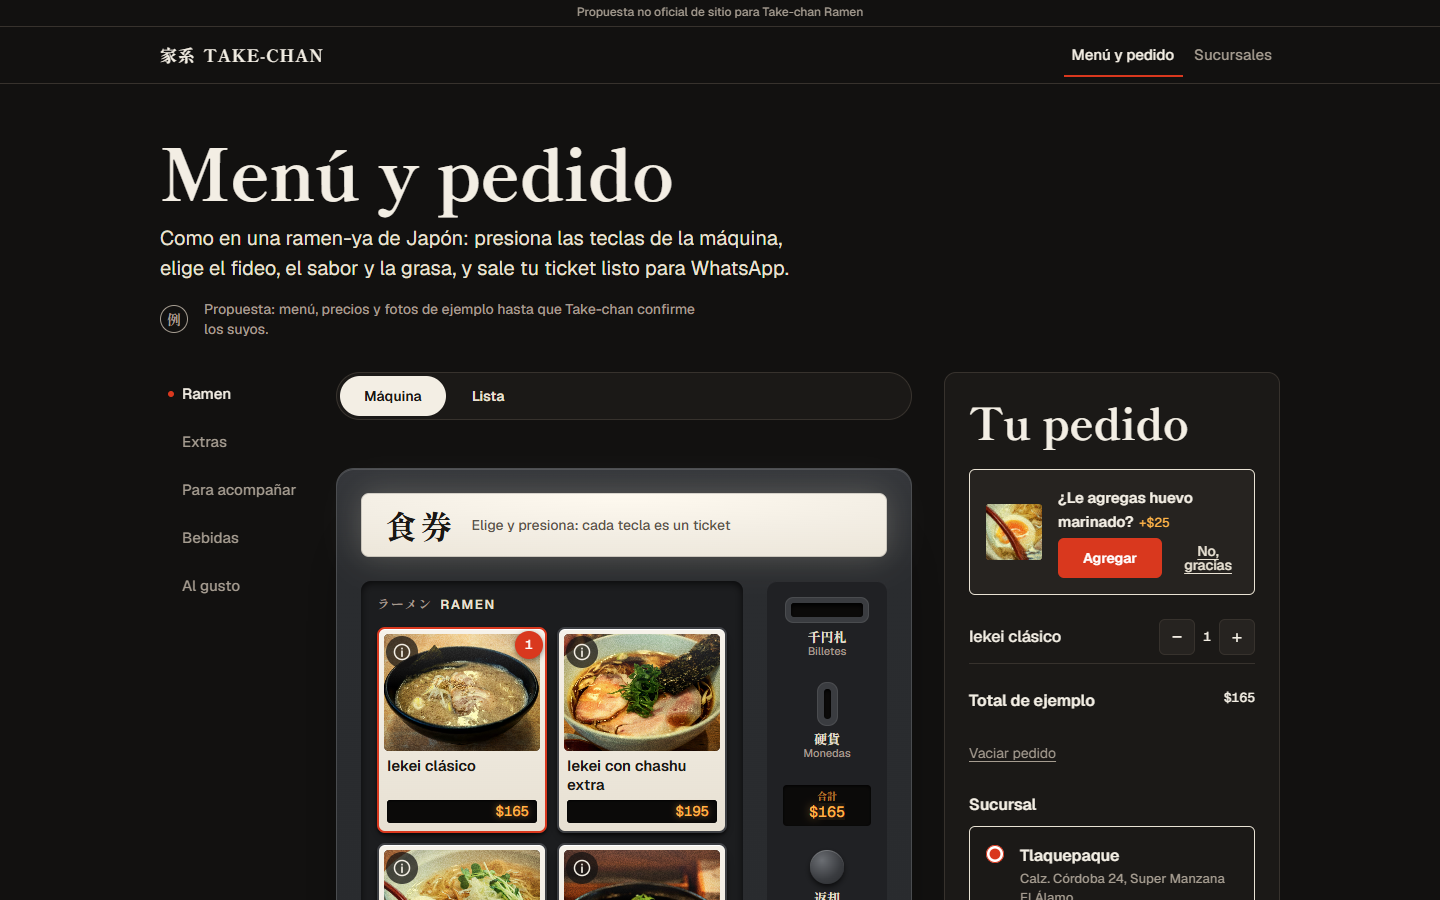 Propuesta no oficial de sitio para Take-chan Ramen
家系 TAKE-CHAN
Menú y pedido
Sucursales
Menú y pedido
Como en una ramen-ya de Japón: presiona las teclas de la máquina,
elige el fideo, el sabor y la grasa, y sale tu ticket listo para WhatsApp.
例
Propuesta: menú, precios y fotos de ejemplo hasta que Take-chan confirme
los suyos.
Ramen
Extras
Para acompañar
Bebidas
Al gusto
Máquina
Lista
食券
Elige y presiona: cada tecla es un ticket
ラーメン RAMEN
1
Iekei clásico
$165
Iekei con chashu
extra
$195
千円札
Billetes
硬貨
Monedas
合計
$165
返却
Tu pedido
¿Le agregas huevo
marinado? +$25
Agregar
No,
gracias
Iekei clásico
− 1 +
Total de ejemplo
$165
Vaciar pedido
Sucursal
Tlaquepaque
Calz. Córdoba 24, Super Manzana
El Álamo